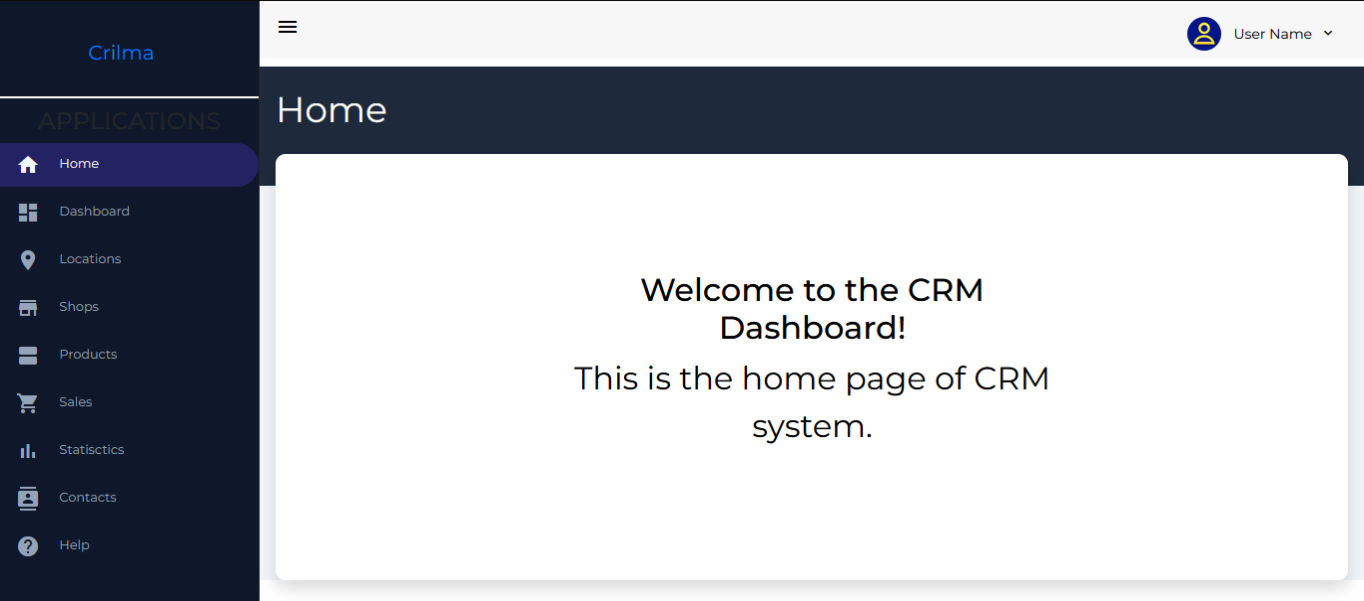 Crilma
User Name
APPLICATIONS
Home
Dashboard
Locations
Shops
Products
Sales
Statisctics
Contacts
Help
Home
Welcome to the CRM
Dashboard!
This is the home page of CRM
system.